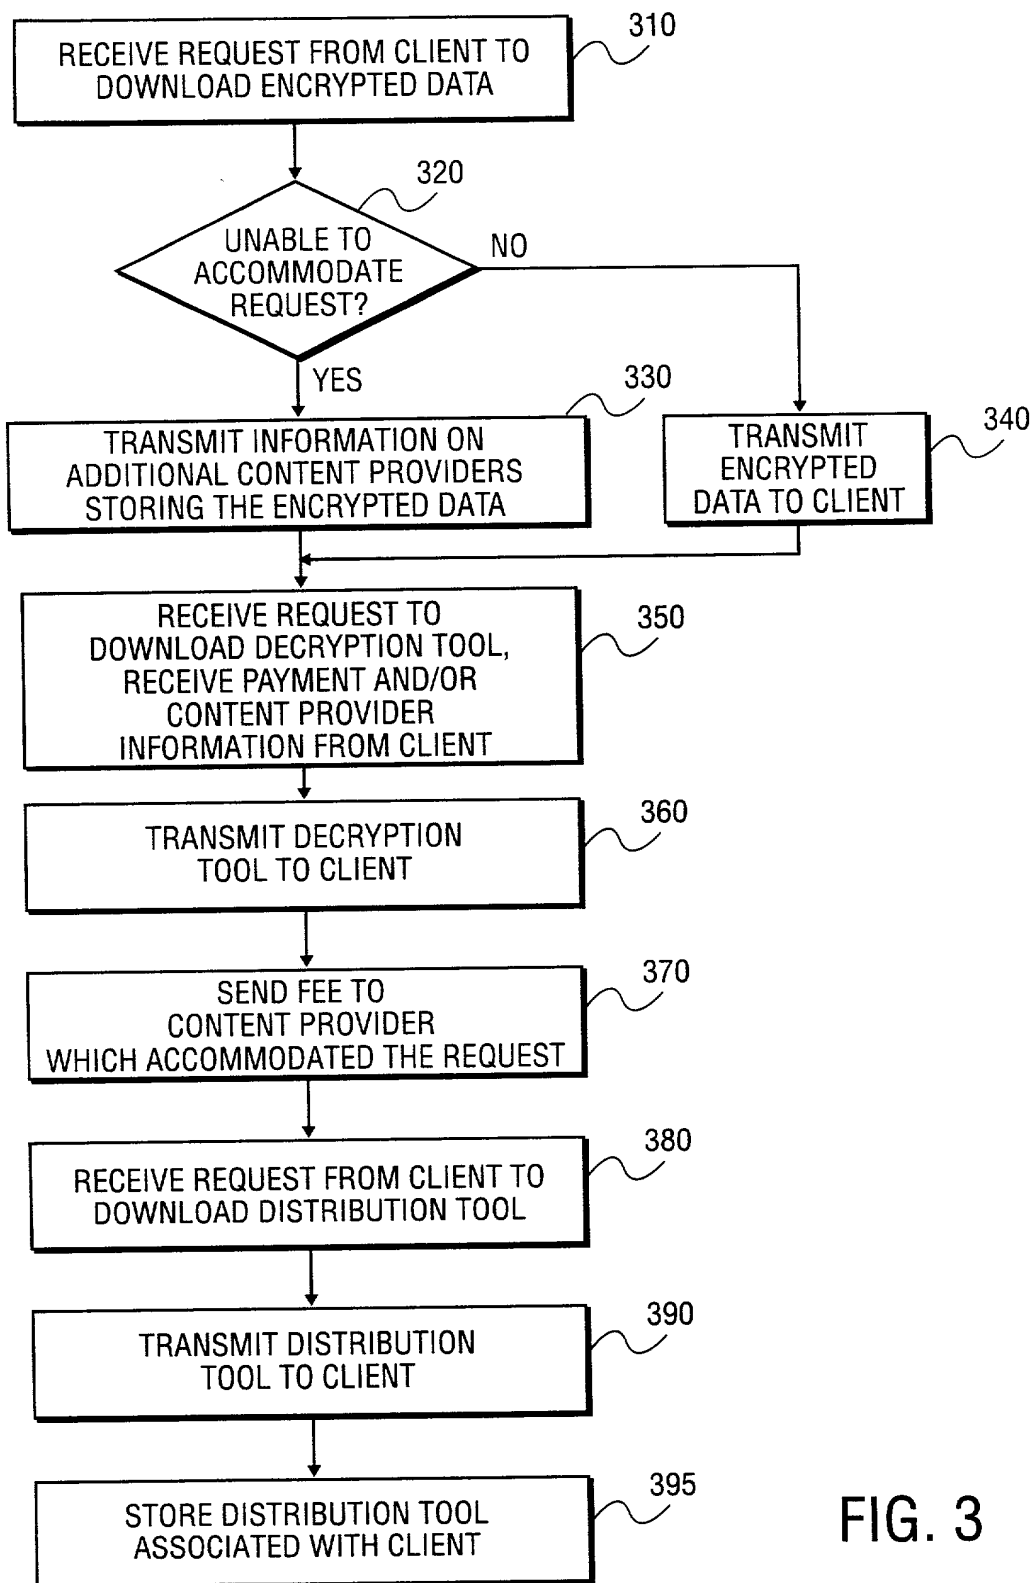 310
RECEIVE REQUEST FROM CLIENT TO
DOWNLOAD ENCRYPTED DATA
320
UNABLE TO
ACCOMMODATE
REQUEST?
NO
YES
330
TRANSMIT INFORMATION ON
ADDITIONAL CONTENT PROVIDERS
STORING THE ENCRYPTED DATA
340
TRANSMIT
ENCRYPTED
DATA TO CLIENT
350
RECEIVE REQUEST TO
DOWNLOAD DECRYPTION TOOL,
RECEIVE PAYMENT AND/OR
CONTENT PROVIDER
INFORMATION FROM CLIENT
360
TRANSMIT DECRYPTION
TOOL TO CLIENT
370
SEND FEE TO
CONTENT PROVIDER
WHICH ACCOMMODATED THE REQUEST
380
RECEIVE REQUEST FROM CLIENT TO
DOWNLOAD DISTRIBUTION TOOL
390
TRANSMIT DISTRIBUTION
TOOL TO CLIENT
395
STORE DISTRIBUTION TOOL
ASSOCIATED WITH CLIENT
FIG. 3